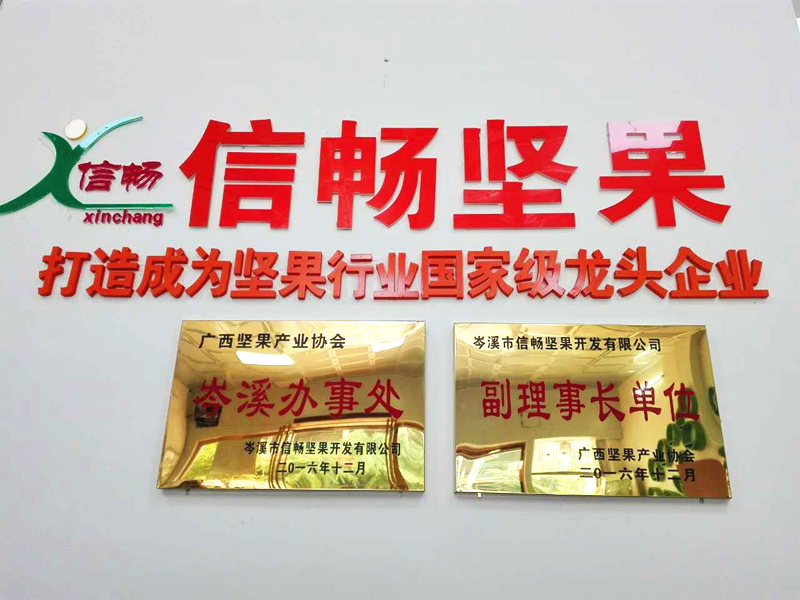 信畅
xinchang
信畅坚果
打造成为坚果行业国家级龙头企业
广西坚果产业协会
岑溪办事处
岑溪市信畅坚果开发有限公司
二〇一六年十二月
岑溪市信畅坚果开发有限公司
副理事长单位
广西坚果产业协会
二〇一六年十二月